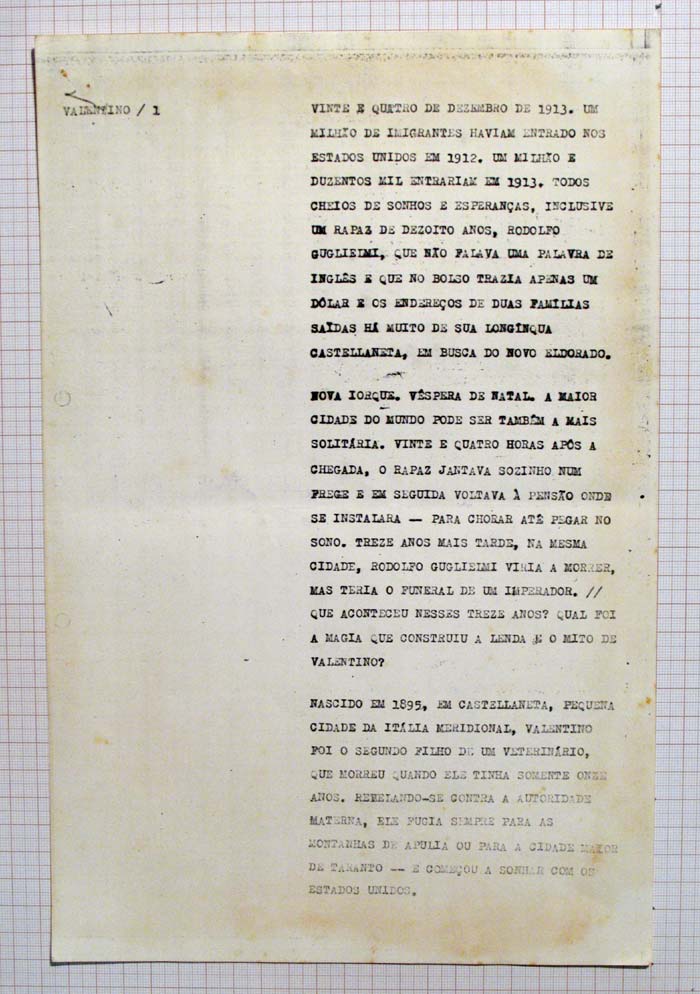 VALENTINO / 1
VINTE E QUATRO DE DEZEMBRO DE 1913. UM
MILHÃO DE IMIGRANTES HAVIAM ENTRADO NOS
ESTADOS UNIDOS EM 1912. UM MILHÃO E
DUZENTOS MIL ENTRARIAM EM 1913. TODOS
CHEIOS DE SONHOS E ESPERANÇAS, INCLUSIVE
UM RAPAZ DE DEZOITO ANOS, RODOLFO
GUGLIELMI, QUE NÃO FALAVA UMA PALAVRA DE
INGLÊS E QUE NO BOLSO TRAZIA APENAS UM
DÓLAR E OS ENDEREÇOS DE DUAS FAMÍLIAS
SAÍDAS HÁ MUITO DE SUA LONGÍNQUA
CASTELLANETA, EM BUSCA DO NOVO ELDORADO.
NOVA IORQUE. VÉSPERA DE NATAL. A MAIOR
CIDADE DO MUNDO PODE SER TAMBÉM A MAIS
SOLITÁRIA. VINTE E QUATRO HORAS APÓS A
CHEGADA, O RAPAZ JANTAVA SOZINHO NUM
FREGE E EM SEGUIDA VOLTAVA À PENSÃO ONDE
SE INSTALARA — PARA CHORAR ATÉ PEGAR NO
SONO. TREZE ANOS MAIS TARDE, NA MESMA
CIDADE, RODOLFO GUGLIELMI VIRIA A MORRER,
MAS TERIA O FUNERAL DE UM IMPERADOR. //
QUE ACONTECEU NESSES TREZE ANOS? QUAL FOI
A MAGIA QUE CONSTRUIU A LENDA E O MITO DE
VALENTINO?
NASCIDO EM 1895, EM CASTELLANETA, PEQUENA
CIDADE DA ITÁLIA MERIDIONAL, VALENTINO
FOI O SEGUNDO FILHO DE UM VETERINÁRIO,
QUE MORREU QUANDO ELE TINHA SOMENTE ONZE
ANOS. REBELANDO-SE CONTRA A AUTORIDADE
MATERNA, ELE FUGIA SEMPRE PARA AS
MONTANHAS DE APULIA OU PARA A CIDADE MAIOR
DE TARANTO -- E COMEÇOU A SONHAR COM OS
ESTADOS UNIDOS.